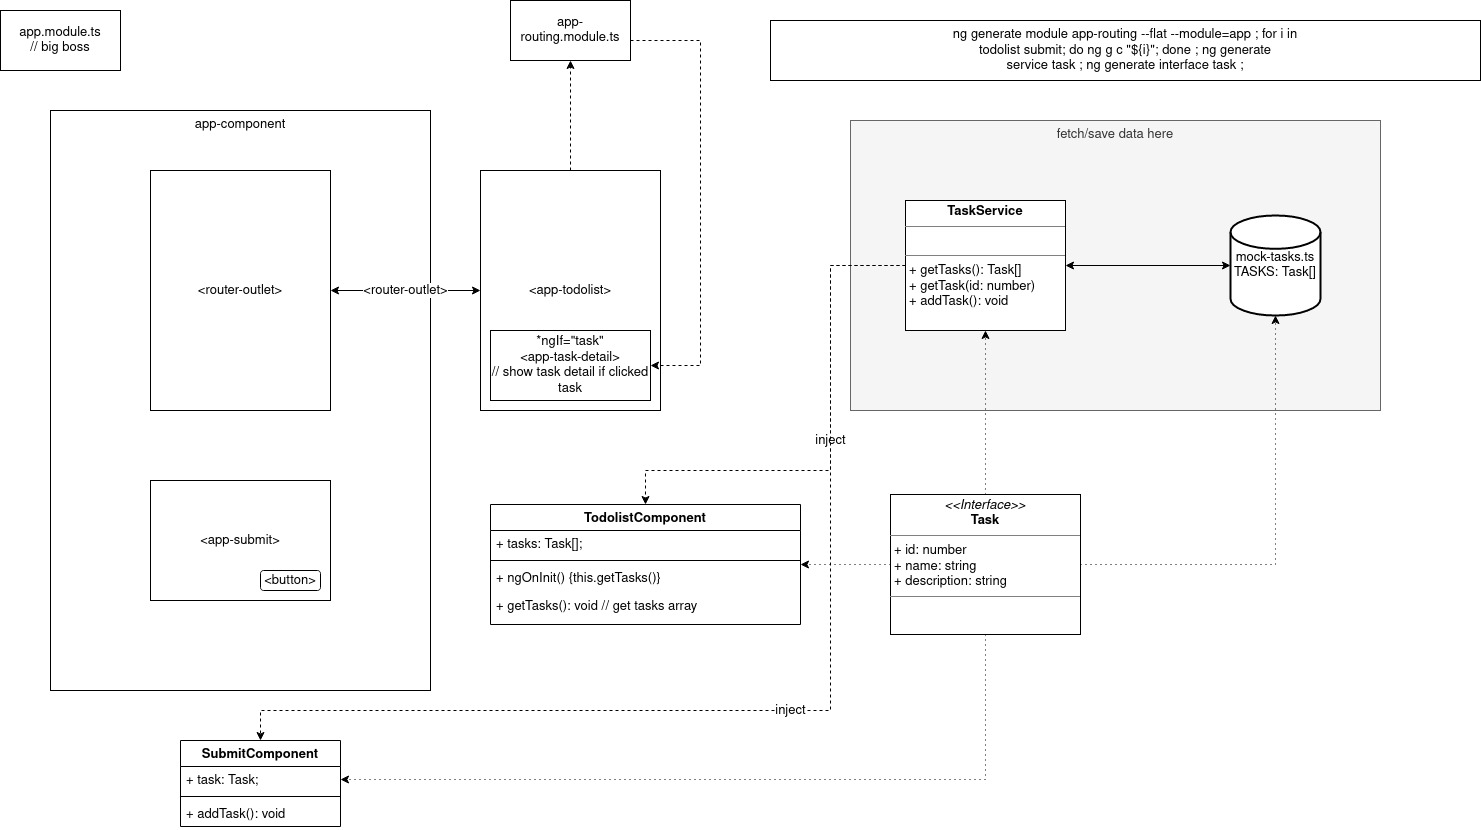 app.module.ts
// big boss
app-
routing.module.ts
ng generate module app-routing --flat --module=app ; for i in
todolist submit; do ng g c "${i}"; done ; ng generate
service task ; ng generate interface task ;
app-component
<router-outlet>
<router-outlet>
<app-todolist>
*ngIf="task"
<app-task-detail>
// show task detail if clicked
task
<app-submit>
<button>
fetch/save data here
TaskService
+ getTasks(): Task[]
+ getTask(id: number)
+ addTask(): void
mock-tasks.ts
TASKS: Task[]
inject
TodolistComponent
+ tasks: Task[];
+ ngOnInit() {this.getTasks()}
+ getTasks(): void // get tasks array
<<Interface>>
Task
+ id: number
+ name: string
+ description: string
inject
SubmitComponent
+ task: Task;
+ addTask(): void